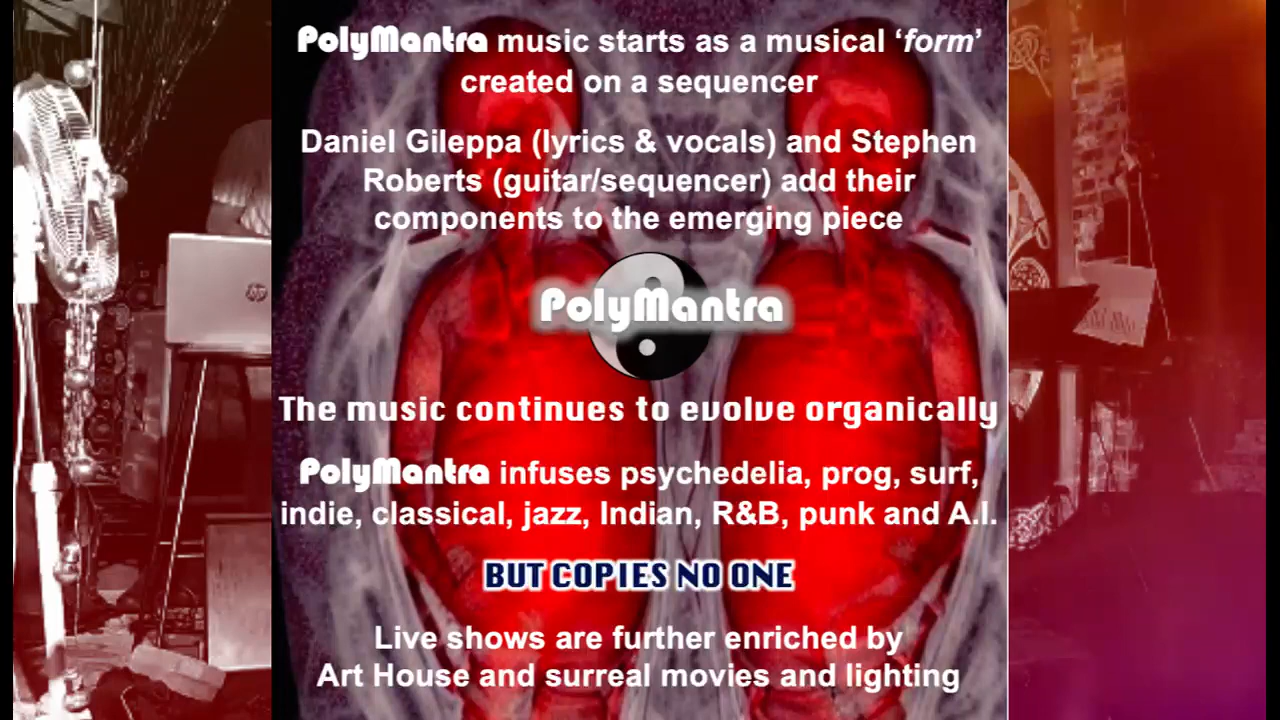 PolyMantra music starts as a musical ‘form’
created on a sequencer
Daniel Gileppa (lyrics & vocals) and Stephen
Roberts (guitar/sequencer) add their
components to the emerging piece
PolyMantra
The music continues to evolve organically
PolyMantra infuses psychedelia, prog, surf,
indie, classical, jazz, Indian, R&B, punk and A.I.
BUT COPIES NO ONE
Live shows are further enriched by
Art House and surreal movies and lighting
hp